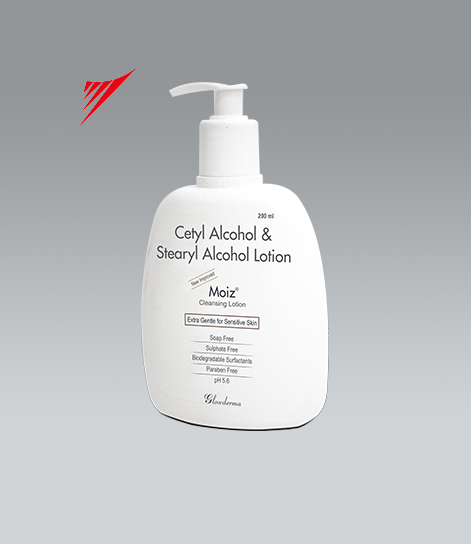 200 ml
Cetyl Alcohol &
Stearyl Alcohol Lotion
New Improved
Moiz®
Cleansing Lotion
Extra Gentle for Sensitive Skin
Soap Free
Sulphate Free
Biodegradable Surfactants
Paraben Free
pH 5.6
Glowderma